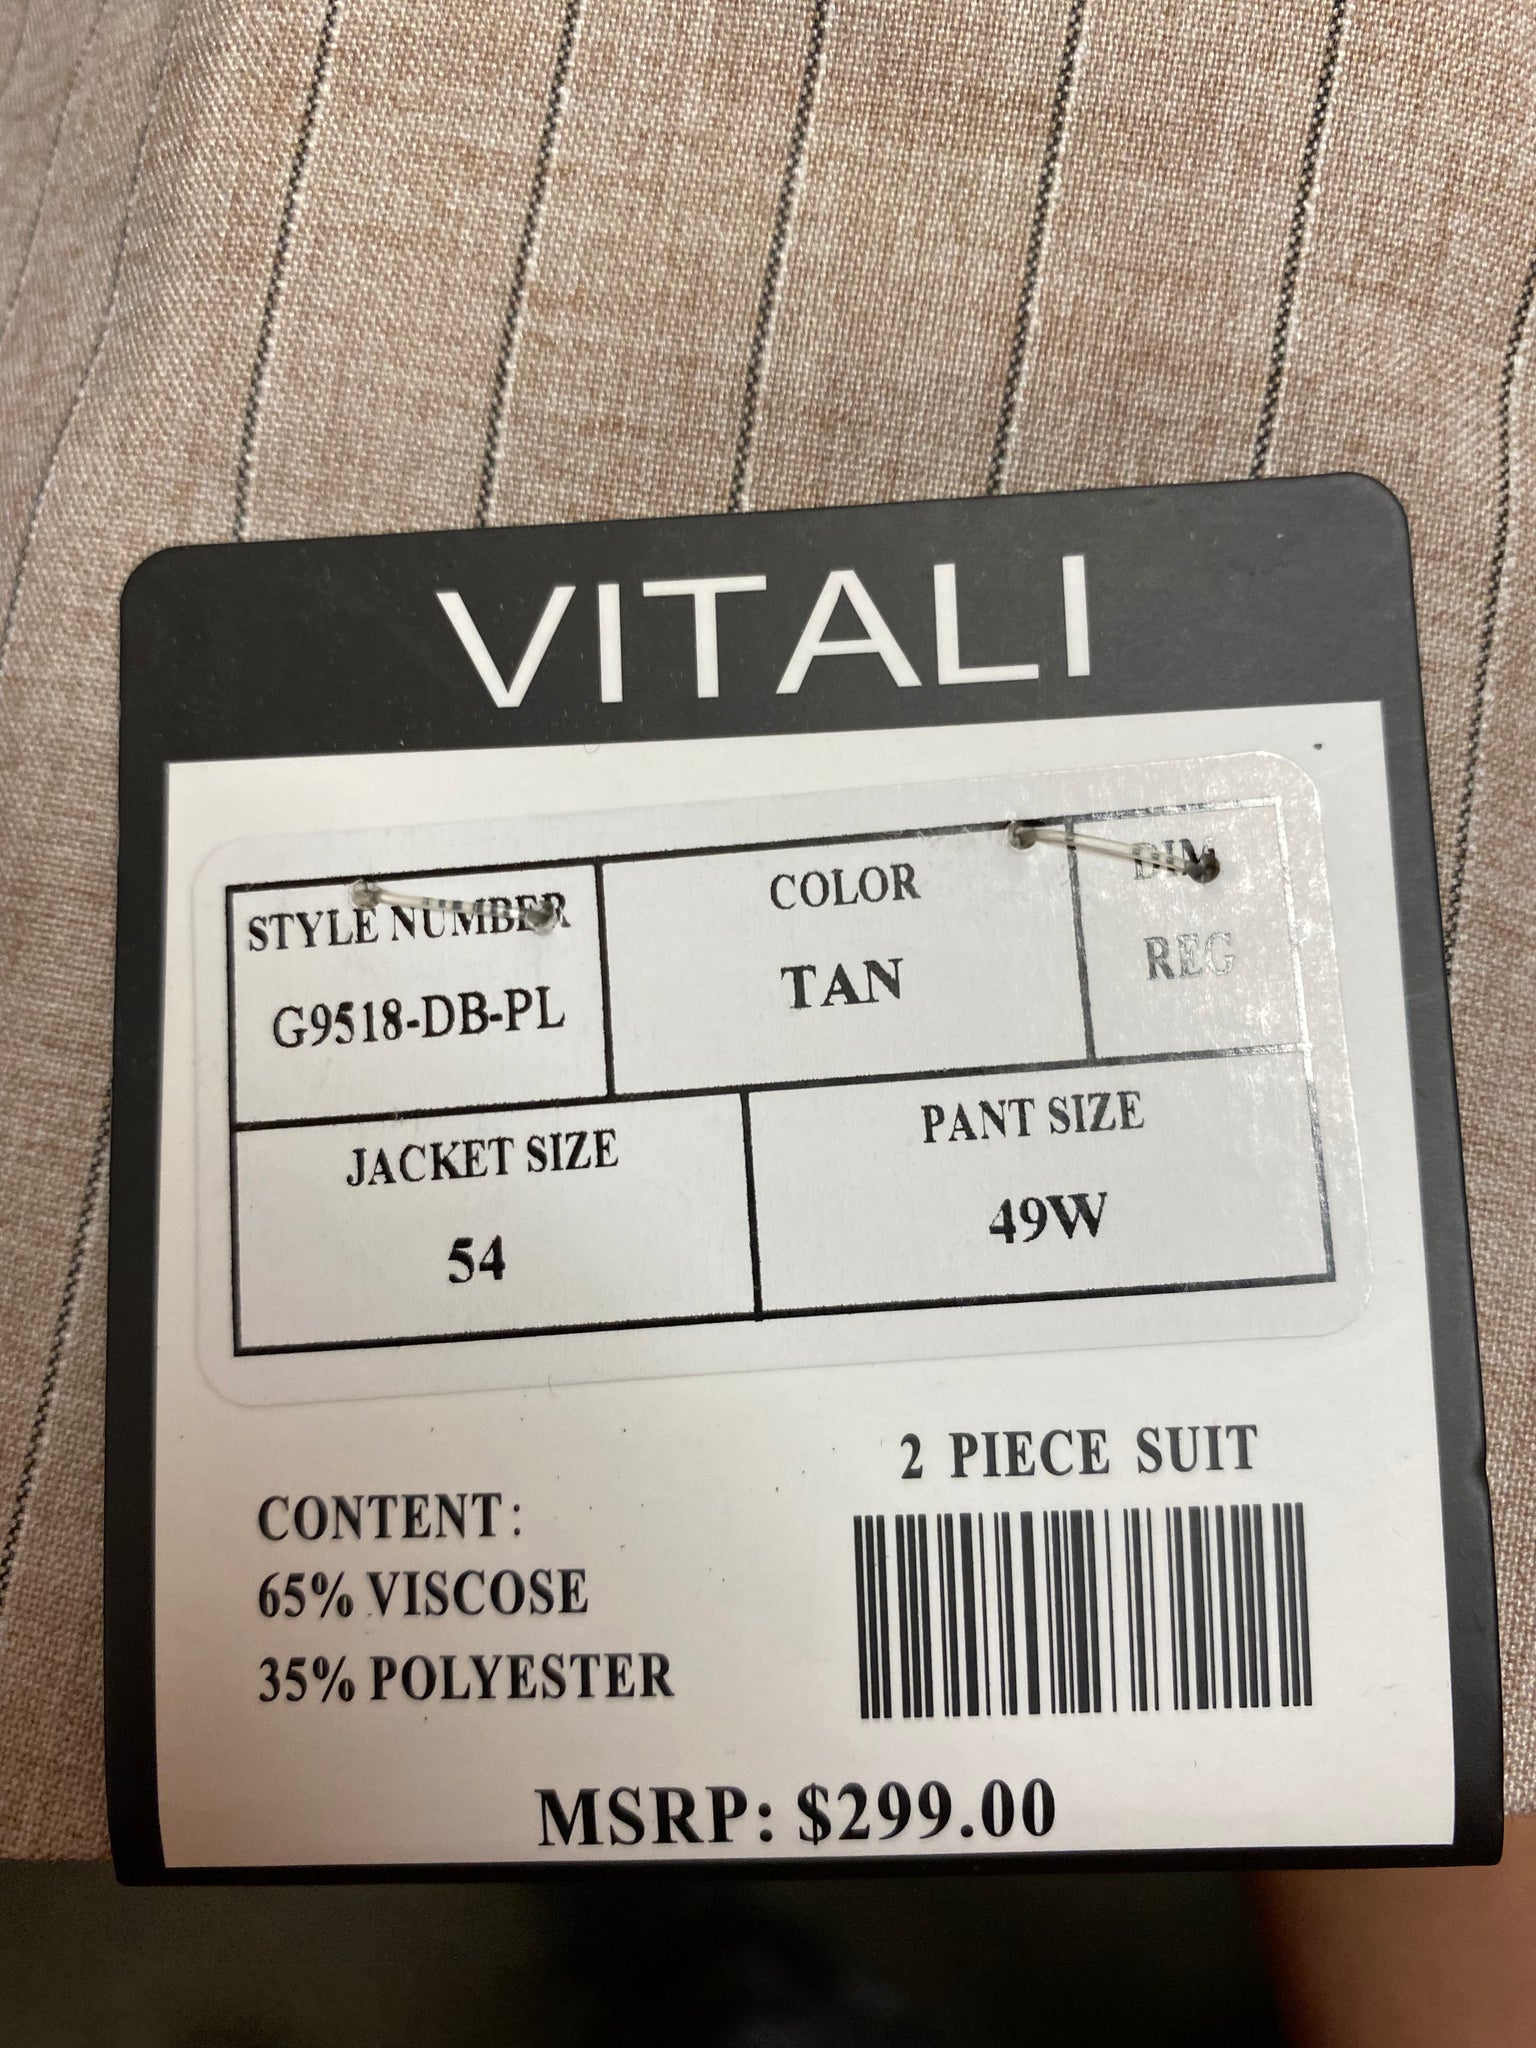 VITALI
STYLE NUMBER
COLOR
DIM
G9518-DB-PL
TAN
REG
JACKET SIZE
PANT SIZE
54
49W
2 PIECE SUIT
CONTENT:
65% VISCOSE
35% POLYESTER
MSRP: $299.00